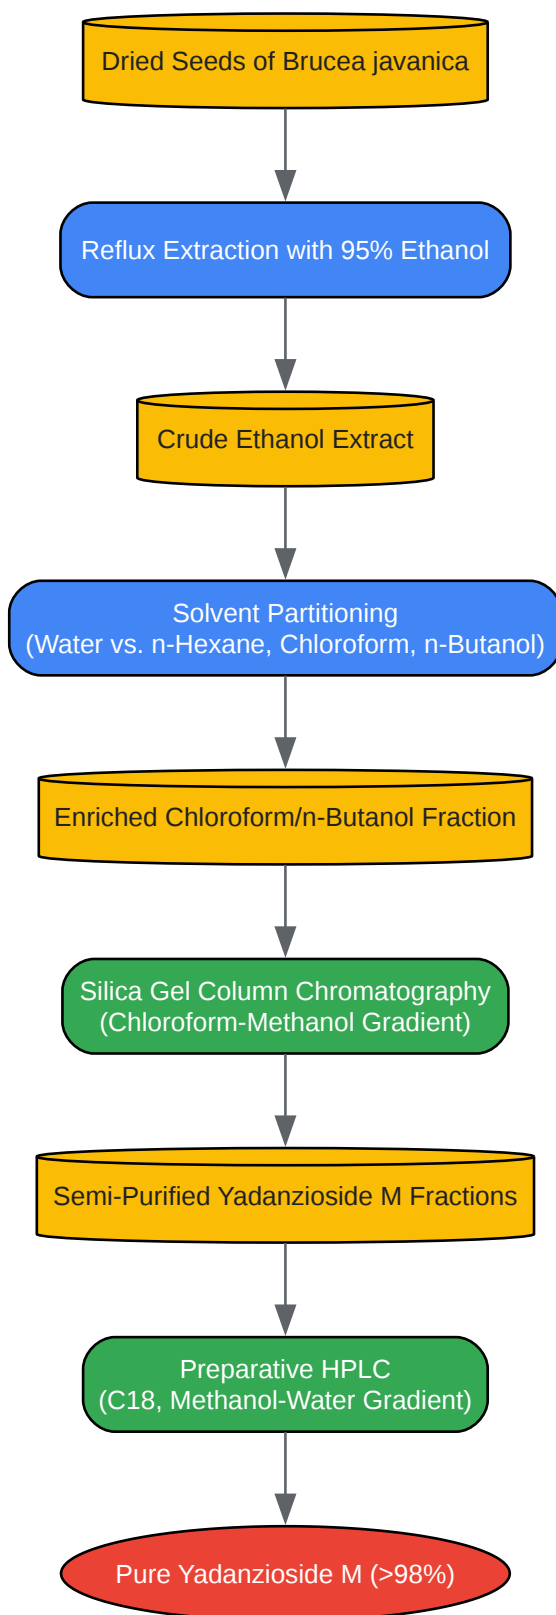 Dried Seeds of Brucea javanica
Reflux Extraction with 95% Ethanol
Crude Ethanol Extract
Solvent Partitioning
(Water vs. n-Hexane, Chloroform, n-Butanol)
Enriched Chloroform/n-Butanol Fraction
Silica Gel Column Chromatography
(Chloroform-Methanol Gradient)
Semi-Purified Yadanzioside M Fractions
Preparative HPLC
(C18, Methanol-Water Gradient)
Pure Yadanzioside M (>98%)